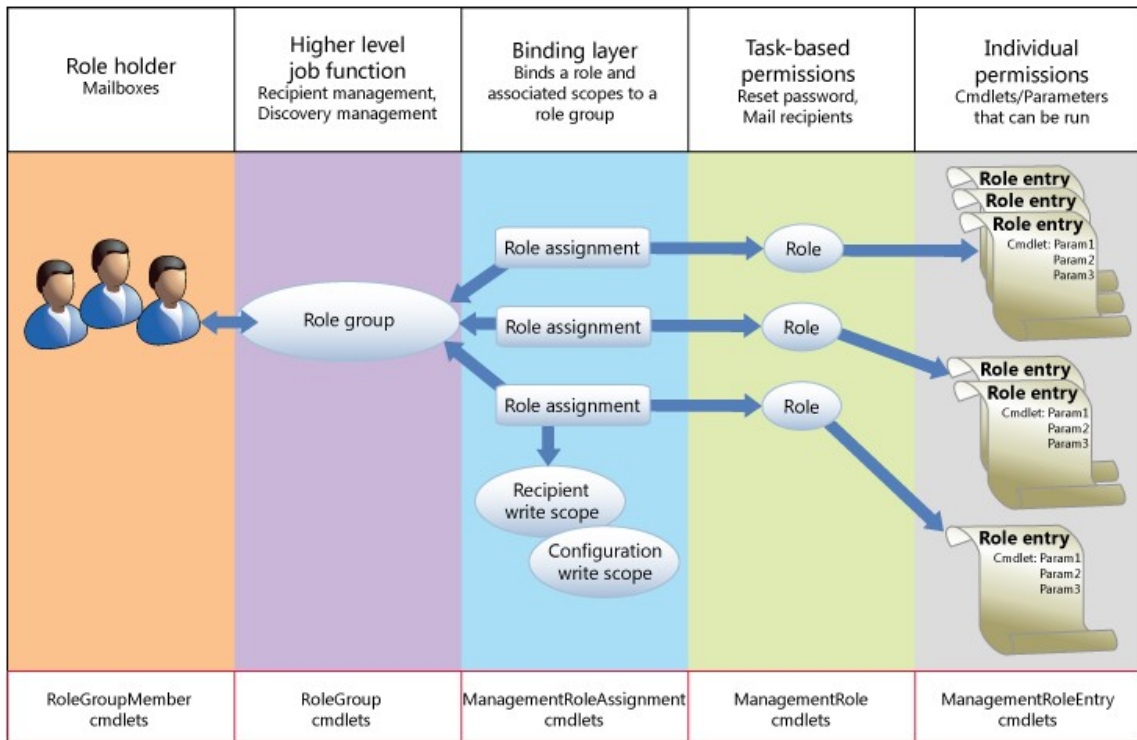 Role holder
Mailboxes
Higher level
job function
Recipient management,
Discovery management
Binding layer
Binds a role and
associated scopes to a
role group
Task-based
permissions
Reset password,
Mail recipients
Individual
permissions
Cmdlets/Parameters
that can be run
Role group
Role assignment
Role assignment
Role assignment
Recipient
write scope
Configuration
write scope
Role
Role
Role
Role entry
Role entry
Role entry
Cmdlet: Param1
Param2
Param3
Role entry
Role entry
Cmdlet: Param1
Param2
Param3
Role entry
Cmdlet: Param1
Param2
Param3
RoleGroupMember
cmdlets
RoleGroup
cmdlets
ManagementRoleAssignment
cmdlets
ManagementRole
cmdlets
ManagementRoleEntry
cmdlets